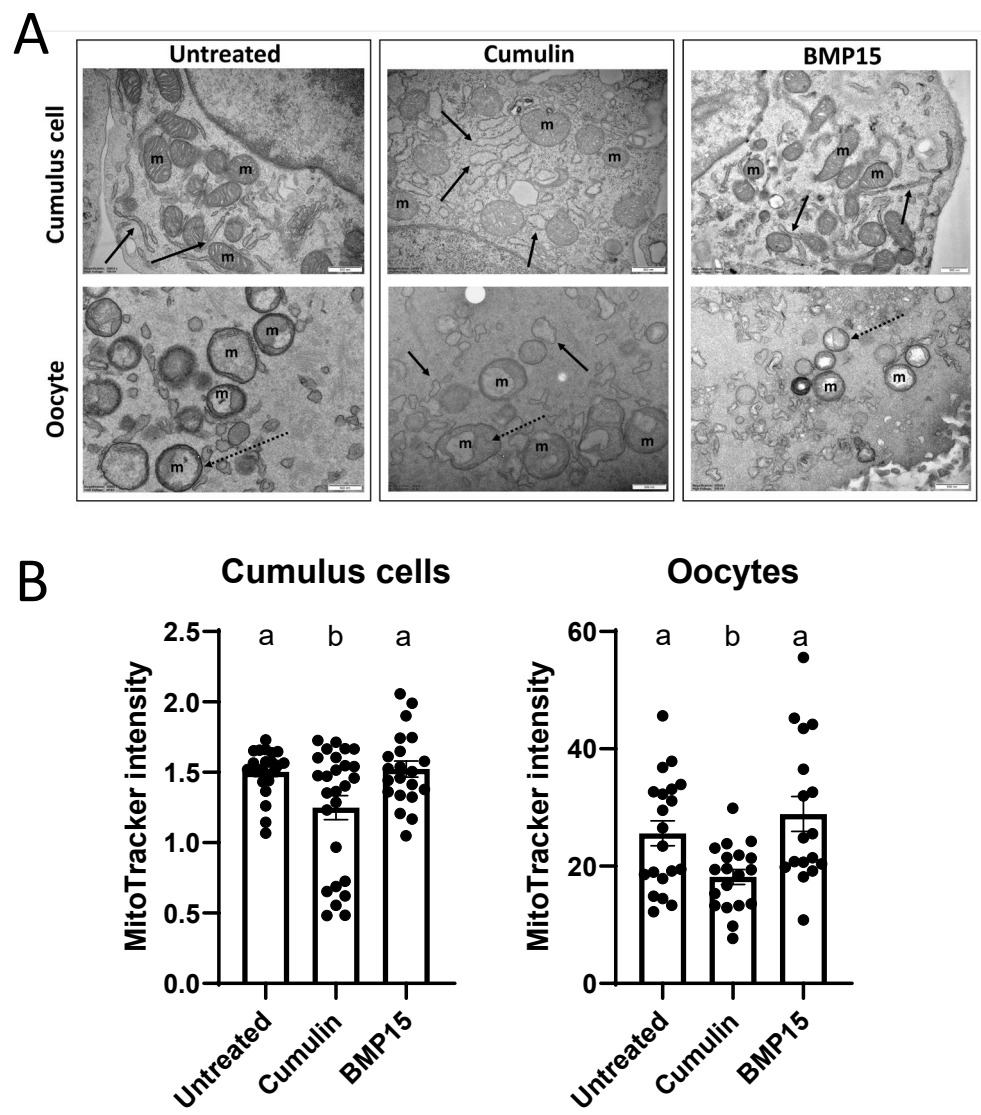 A
Untreated Cumulin BMP15
Cumulus cell
m m m
m m m
m m m
Oocyte
m m m m
m m m m
m m
B
Cumulus cells
MitoTracker intensity
2.5
2.0
1.5
1.0
0.5
0.0
a b a
Untreated
Cumulin
BMP15
Oocytes
MitoTracker intensity
60
40
20
0
a b a
Untreated
Cumulin
BMP15